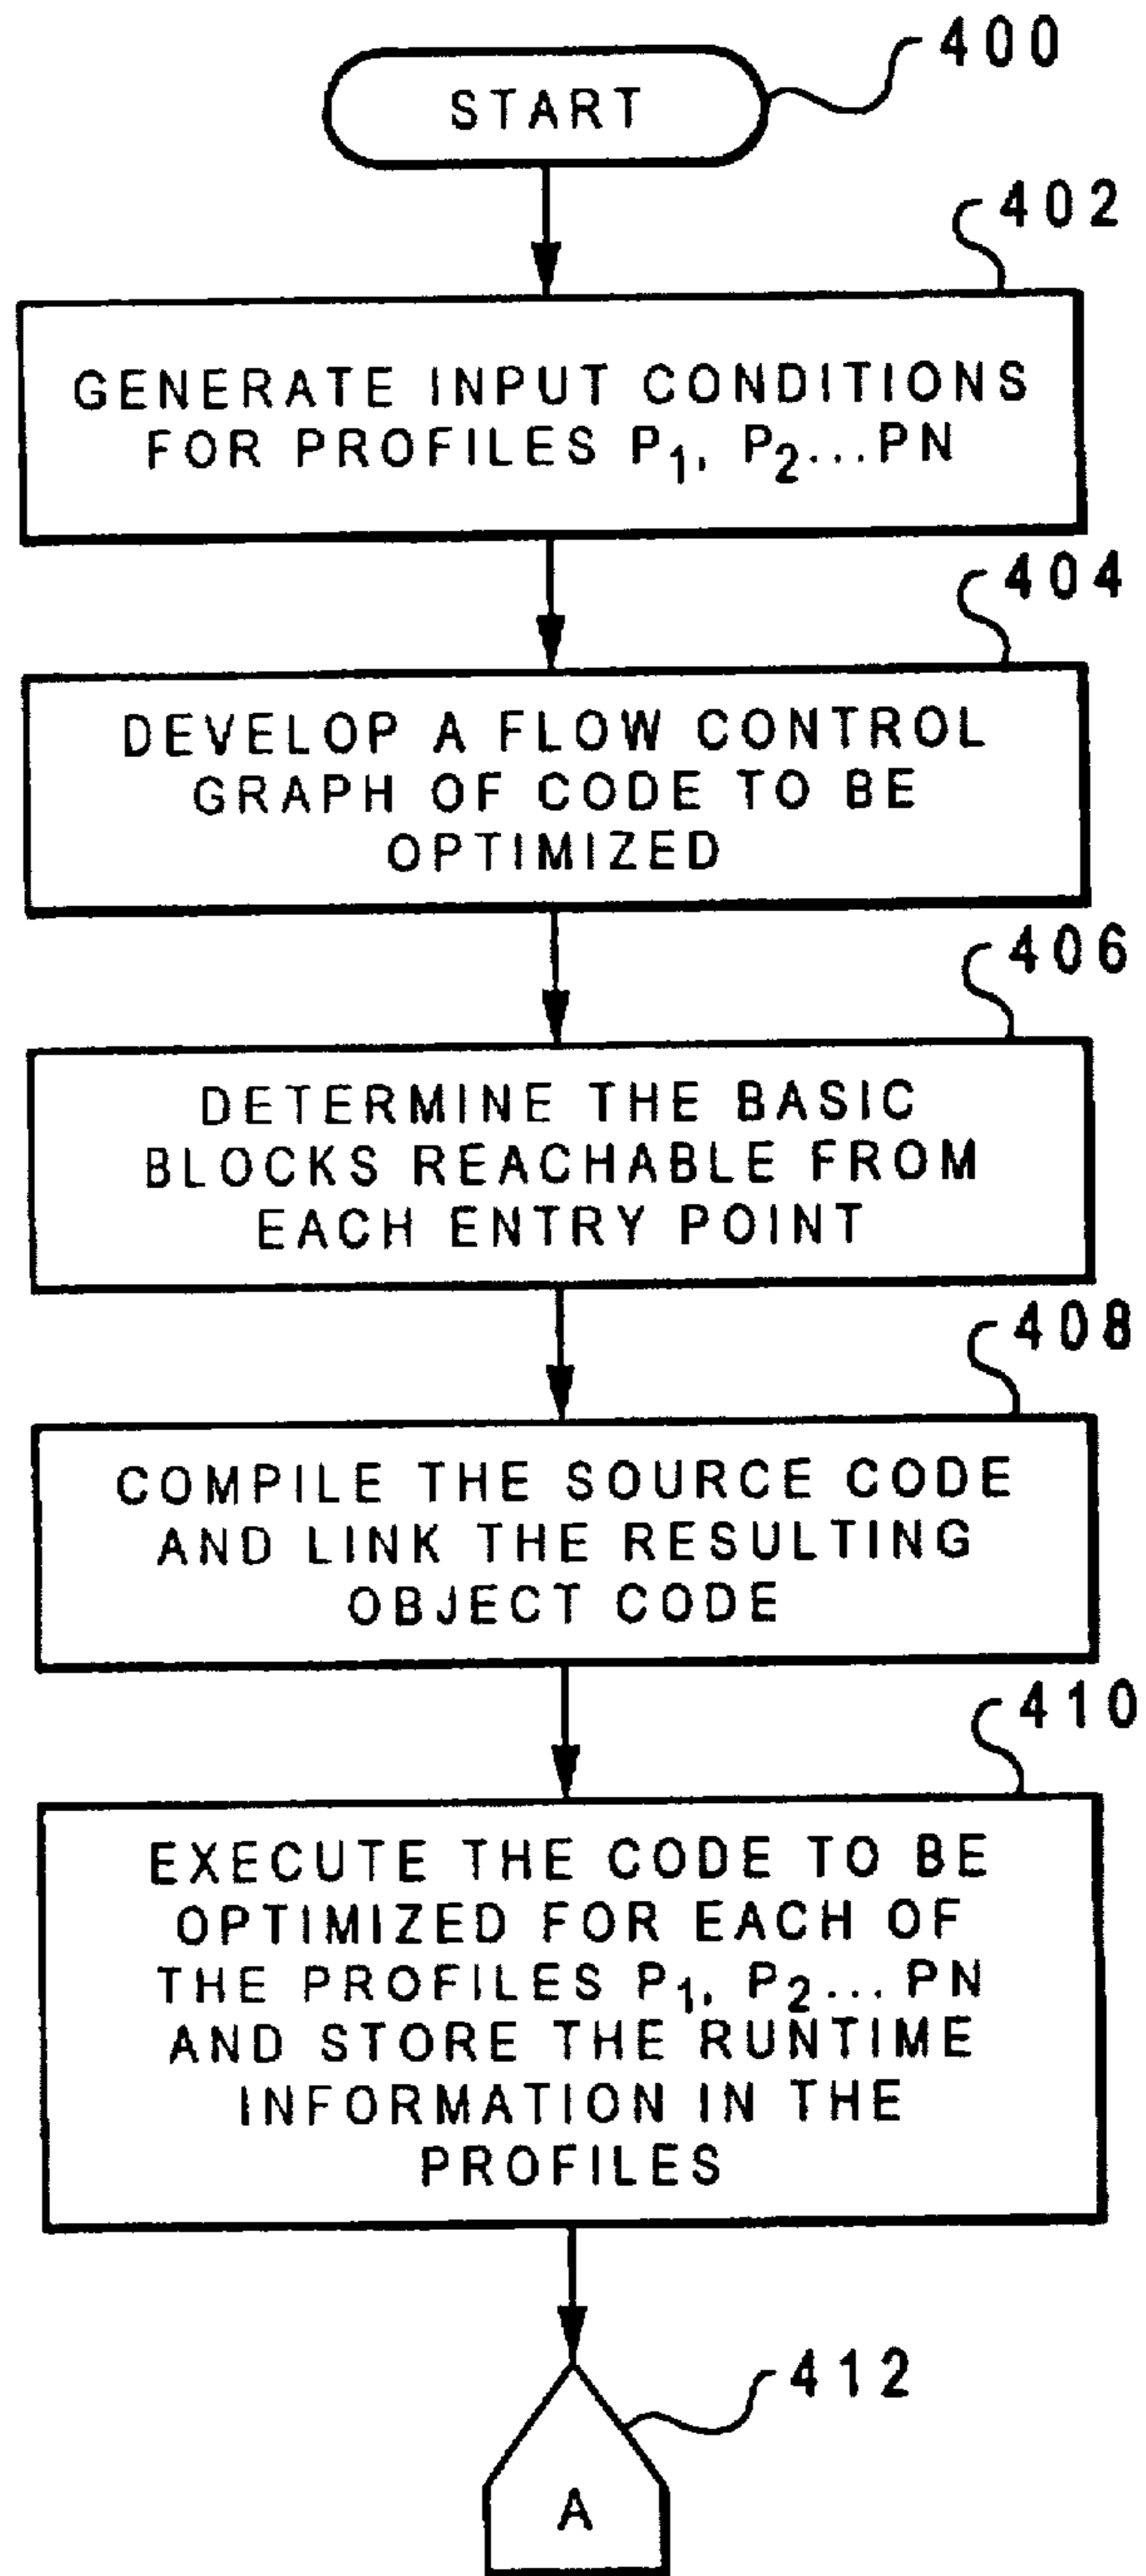 400
START
402
GENERATE INPUT CONDITIONS
FOR PROFILES P1, P2...PN
404
DEVELOP A FLOW CONTROL
GRAPH OF CODE TO BE
OPTIMIZED
406
DETERMINE THE BASIC
BLOCKS REACHABLE FROM
EACH ENTRY POINT
408
COMPILE THE SOURCE CODE
AND LINK THE RESULTING
OBJECT CODE
410
EXECUTE THE CODE TO BE
OPTIMIZED FOR EACH OF
THE PROFILES P1, P2... PN
AND STORE THE RUNTIME
INFORMATION IN THE
PROFILES
412
A